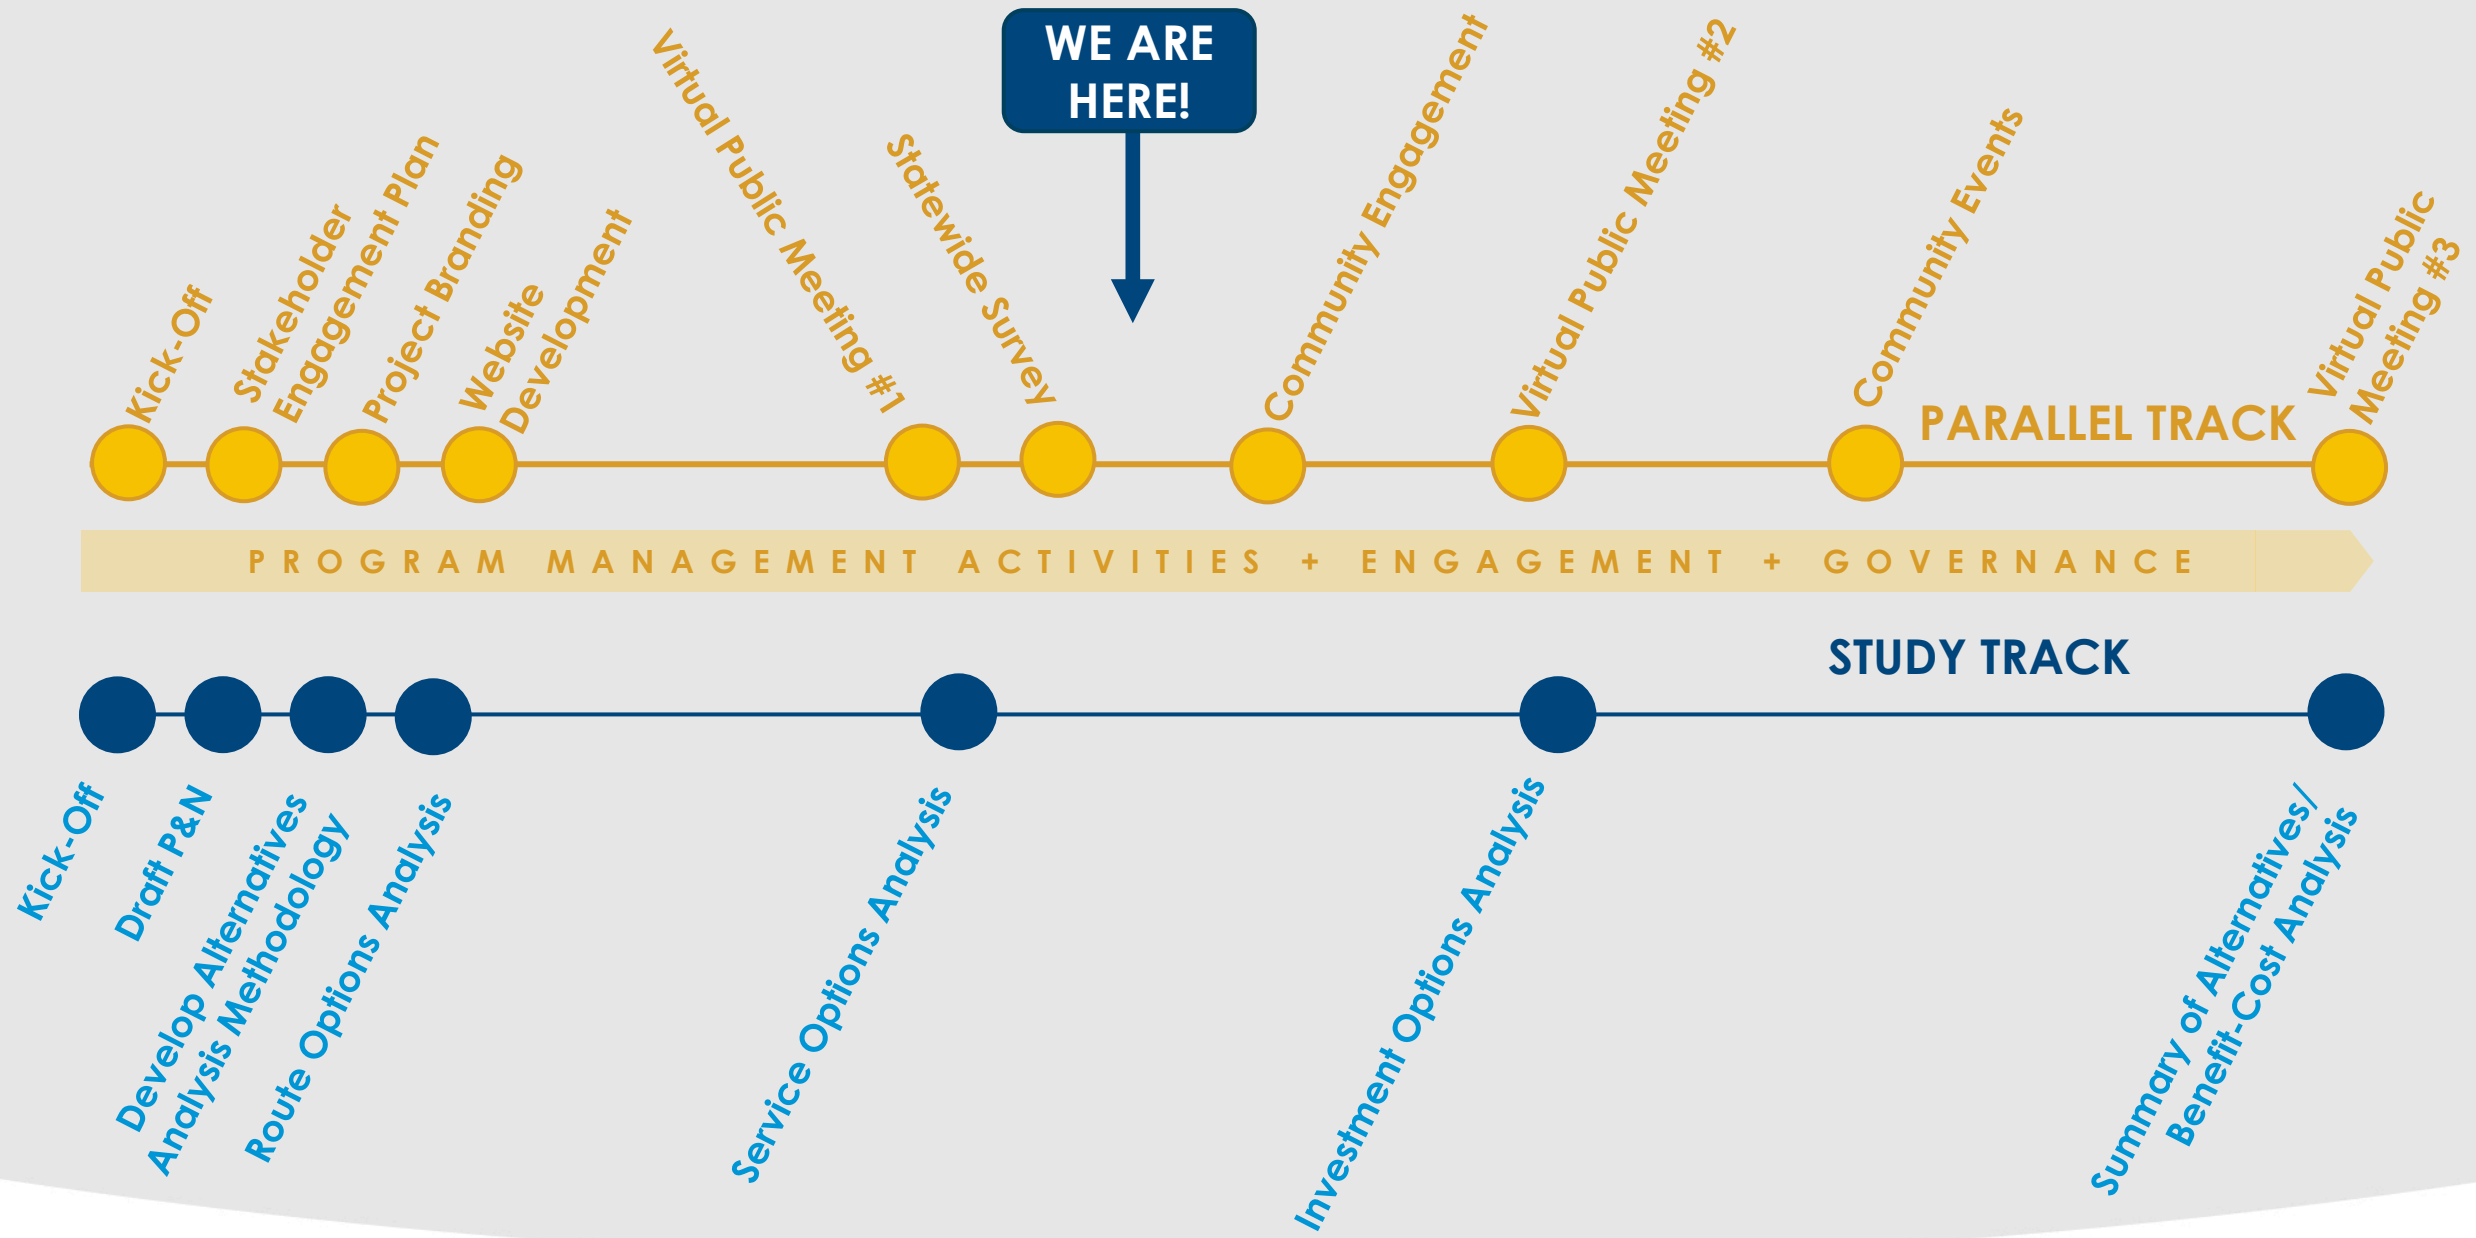 WE ARE
HERE!
Kick-Off
Stakeholder
Engagement Plan
Project Branding
Website
Development
Virtual Public Meeting #1
Statewide Survey
Community Engagement
Virtual Public Meeting #2
Community Events
Virtual Public
Meeting #3
PARALLEL TRACK
PROGRAM MANAGEMENT ACTIVITIES + ENGAGEMENT + GOVERNANCE
STUDY TRACK
Kick-Off
Draft P&N
Develop Alternatives
Analysis Methodology
Route Options Analysis
Service Options Analysis
Investment Options Analysis
Summary of Alternatives/
Benefit-Cost Analysis